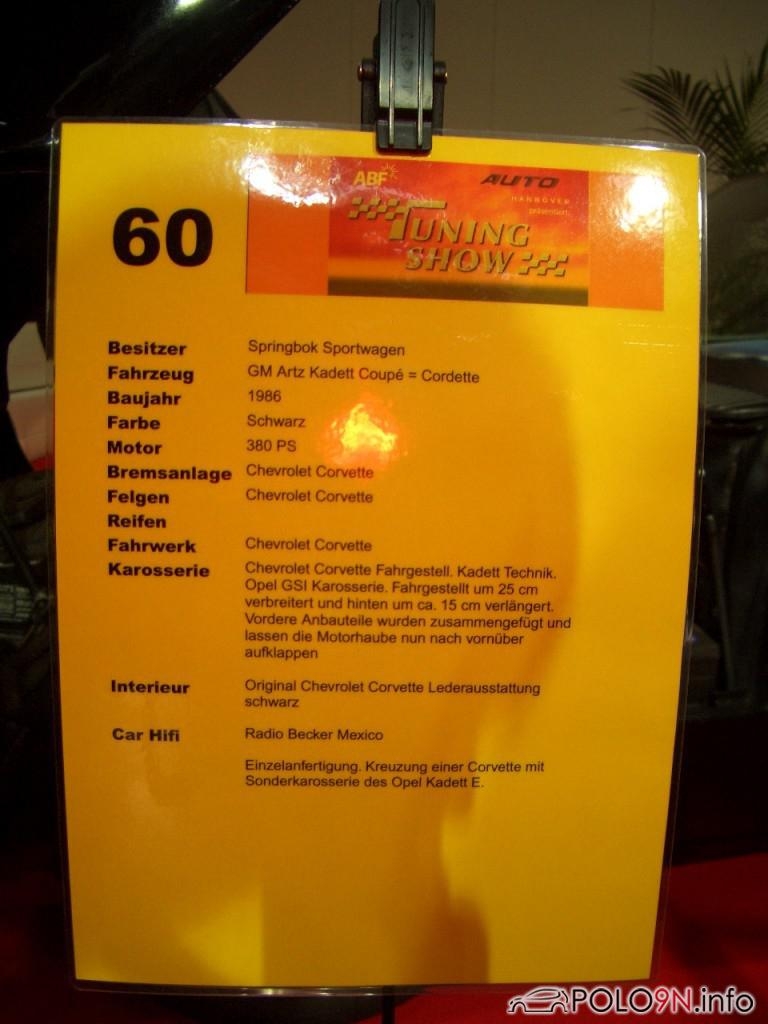 60
ABF
AUTO
HANNOVER
präsentiert:
TUNING
SHOW
Besitzer Springbok Sportwagen
Fahrzeug GM Artz Kadett Coupé = Cordette
Baujahr 1986
Farbe Schwarz
Motor 380 PS
Bremsanlage Chevrolet Corvette
Felgen Chevrolet Corvette
Reifen
Fahrwerk Chevrolet Corvette
Karosserie Chevrolet Corvette Fahrgestell. Kadett Technik.
Opel GSI Karosserie. Fahrgestellt um 25 cm
verbreitert und hinten um ca. 15 cm verlängert.
Vordere Anbauteile wurden zusammengefügt und
lassen die Motorhaube nun nach vornüber
aufklappen
Interieur Original Chevrolet Corvette Lederausstattung
schwarz
Car Hifi Radio Becker Mexico
Einzelanfertigung. Kreuzung einer Corvette mit
Sonderkarosserie des Opel Kadett E.
POLO9N.info